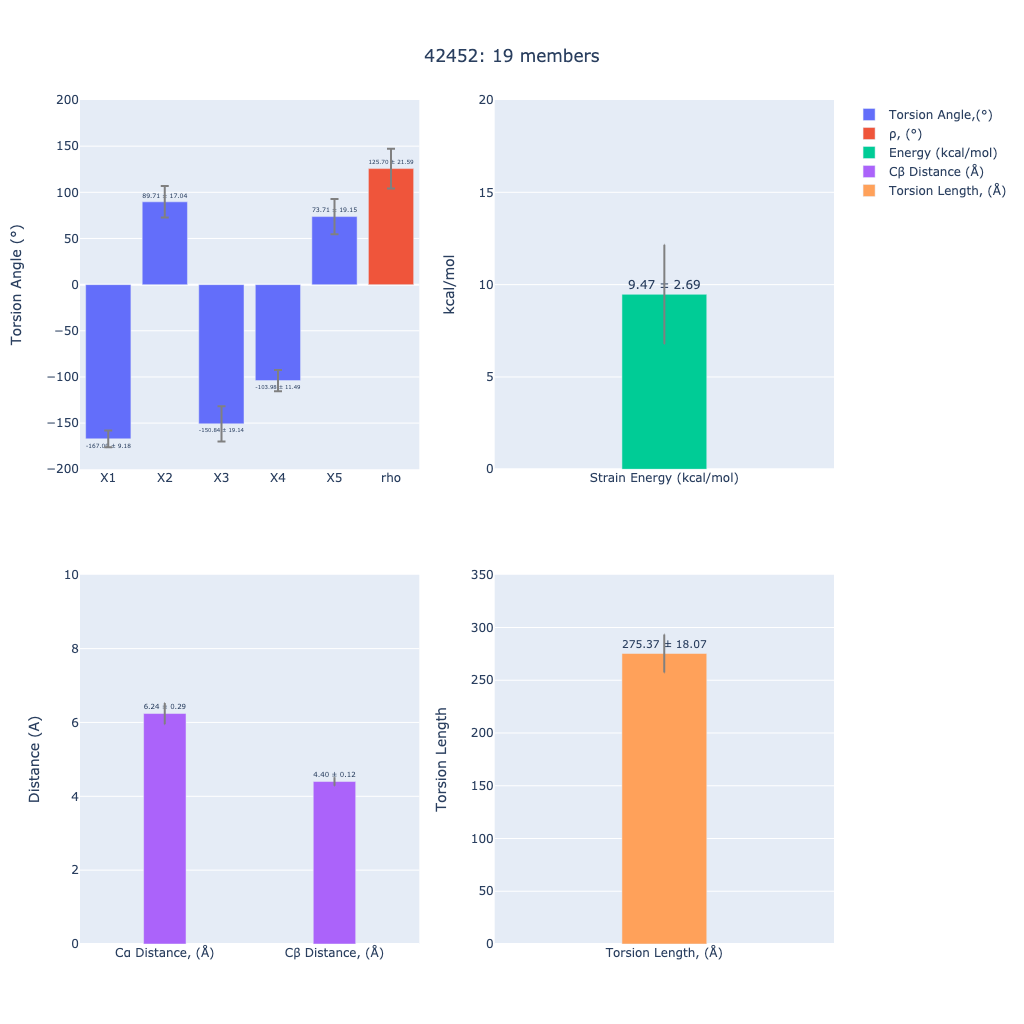 42452: 19 members
Torsion Angle (°)
200
150
100
50
0
−50
−100
−150
−200
89.71 ± 17.04
73.71 ± 19.15
125.70 ± 21.59
-103.98 ± 11.49
-150.64 ± 19.14
X1
X2
X3
X4
X5
rho
kcal/mol
20
15
10
5
0
9.47 ± 2.69
Strain Energy (kcal/mol)
Torsion Angle,(°)
ρ, (°)
Energy (kcal/mol)
Cβ Distance (Å)
Torsion Length, (Å)
Distance (A)
10
8
6
4
2
0
6.24 ± 0.29
4.40 ± 0.12
Cα Distance, (Å)
Cβ Distance, (Å)
Torsion Length
350
300
250
200
150
100
50
0
275.37 ± 18.07
Torsion Length, (Å)